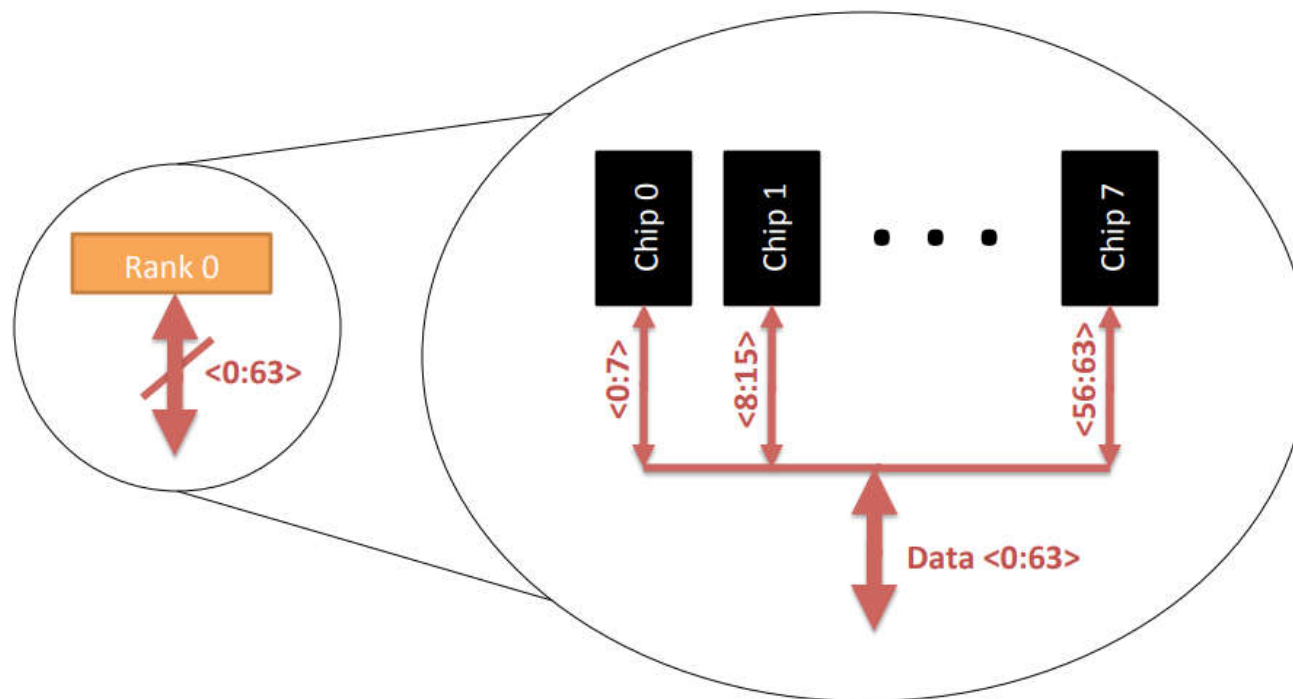 Rank 0
<0:63>
Chip 0
Chip 1
Chip 7
<0:7>
<8:15>
<56:63>
Data <0:63>